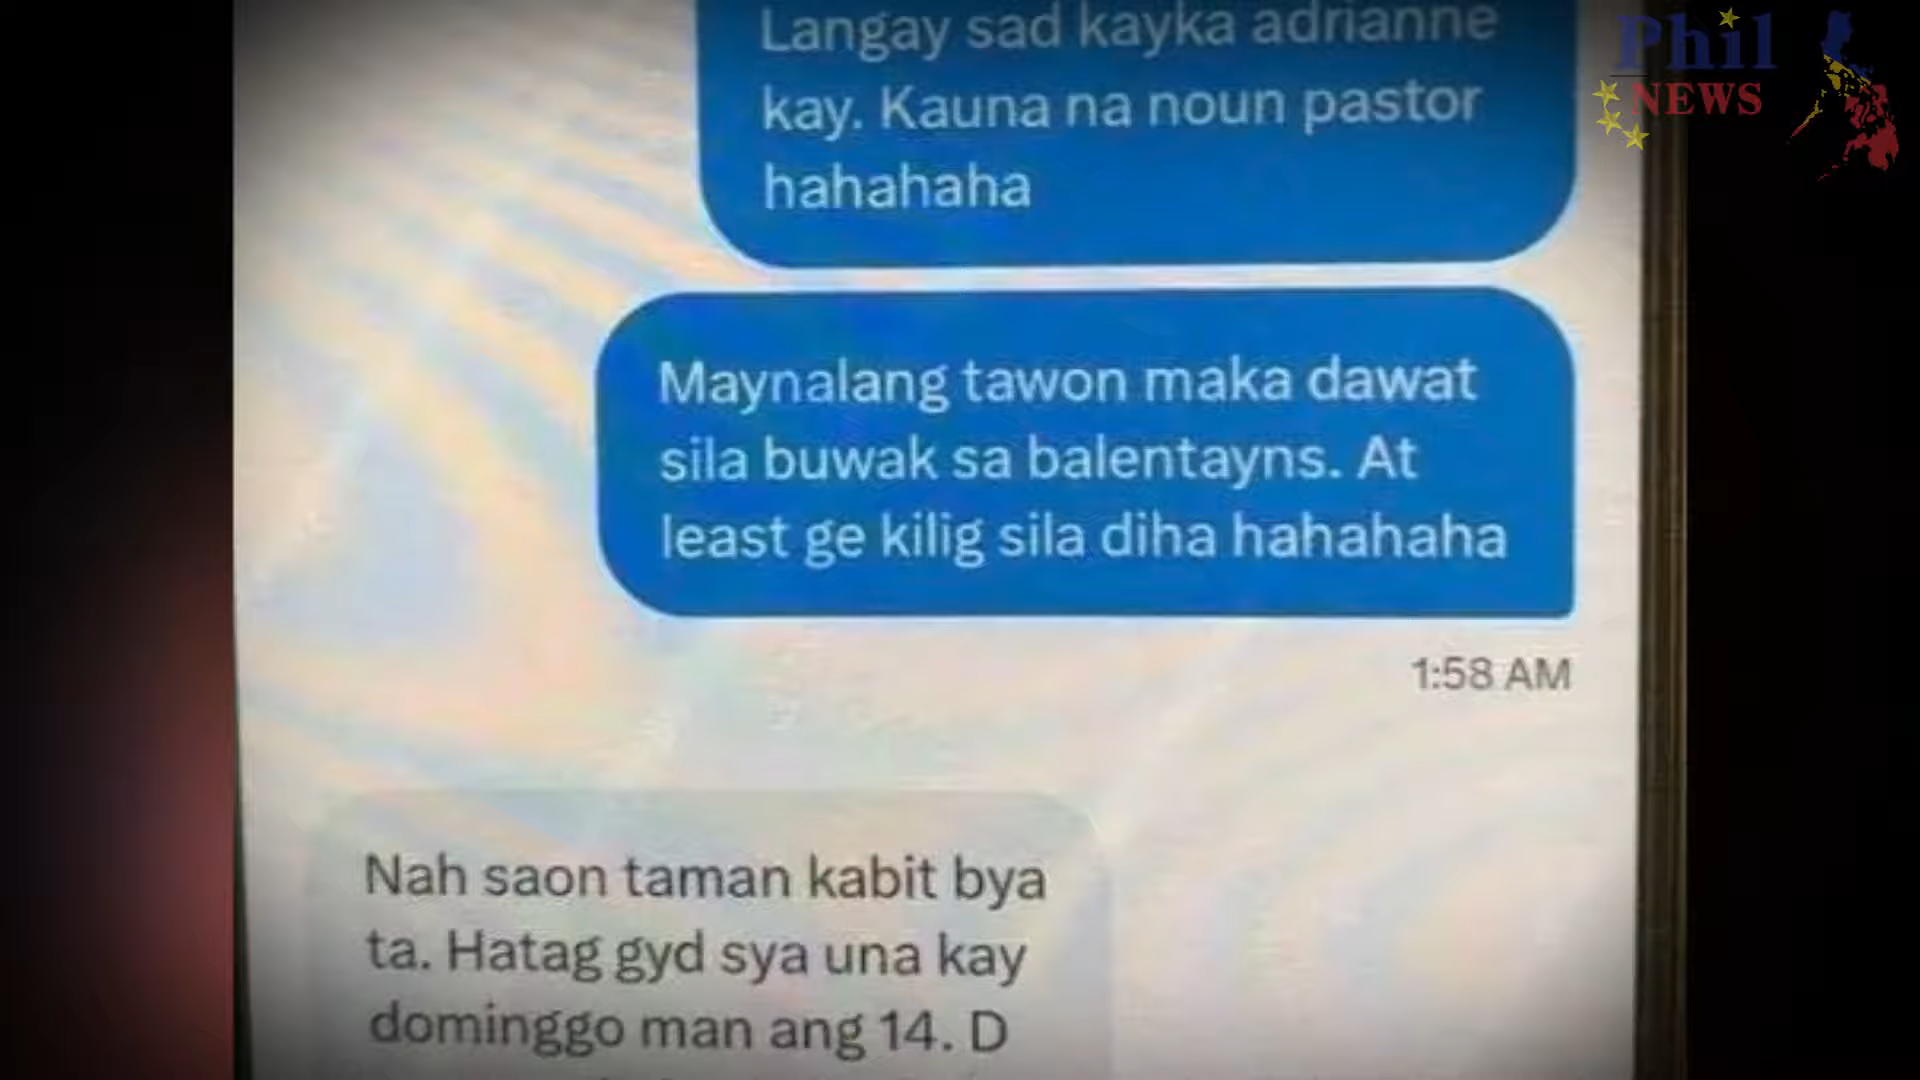 Langay sad kayka adrianne
kay. Kauna na noun pastor
hahahaha
Maynalang tawon maka dawat
sila buwak sa balentayns. At
least ge kilig sila diha hahahaha
1:58 AM
Nah saon taman kabit bya
ta. Hatag gyd sya una kay
dominggo man ang 14. D
Phil
NEWS